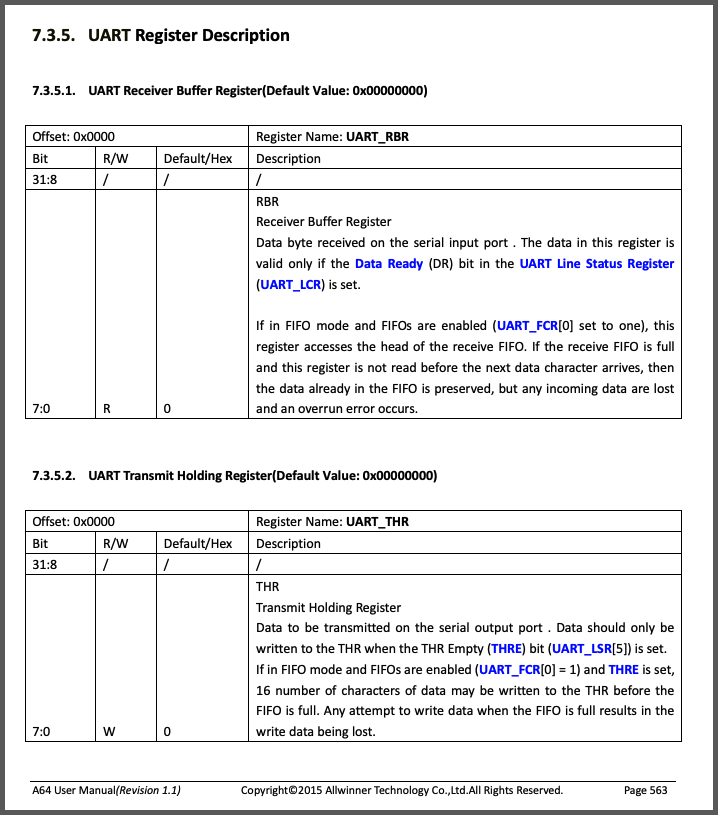 7.3.5. UART Register Description
7.3.5.1. UART Receiver Buffer Register(Default Value: 0x00000000)
Offset: 0x0000 Register Name: UART_RBR
Bit R/W Default/Hex Description
31:8 / / /
RBR
Receiver Buffer Register
Data byte received on the serial input port . The data in this register is
valid only if the Data Ready (DR) bit in the UART Line Status Register
(UART_LCR) is set.
If in FIFO mode and FIFOs are enabled (UART_FCR[0] set to one), this
register accesses the head of the receive FIFO. If the receive FIFO is full
and this register is not read before the next data character arrives, then
the data already in the FIFO is preserved, but any incoming data are lost
7:0 R 0 and an overrun error occurs.
7.3.5.2. UART Transmit Holding Register(Default Value: 0x00000000)
Offset: 0x0000 Register Name: UART_THR
Bit R/W Default/Hex Description
31:8 / / /
THR
Transmit Holding Register
Data to be transmitted on the serial output port . Data should only be
written to the THR when the THR Empty (THRE) bit (UART_LSR[5]) is set.
If in FIFO mode and FIFOs are enabled (UART_FCR[0] = 1) and THRE is set,
16 number of characters of data may be written to the THR before the
FIFO is full. Any attempt to write data when the FIFO is full results in the
7:0 W 0 write data being lost.
A64 User Manual(Revision 1.1) Copyright©2015 Allwinner Technology Co.,Ltd.All Rights Reserved. Page 563